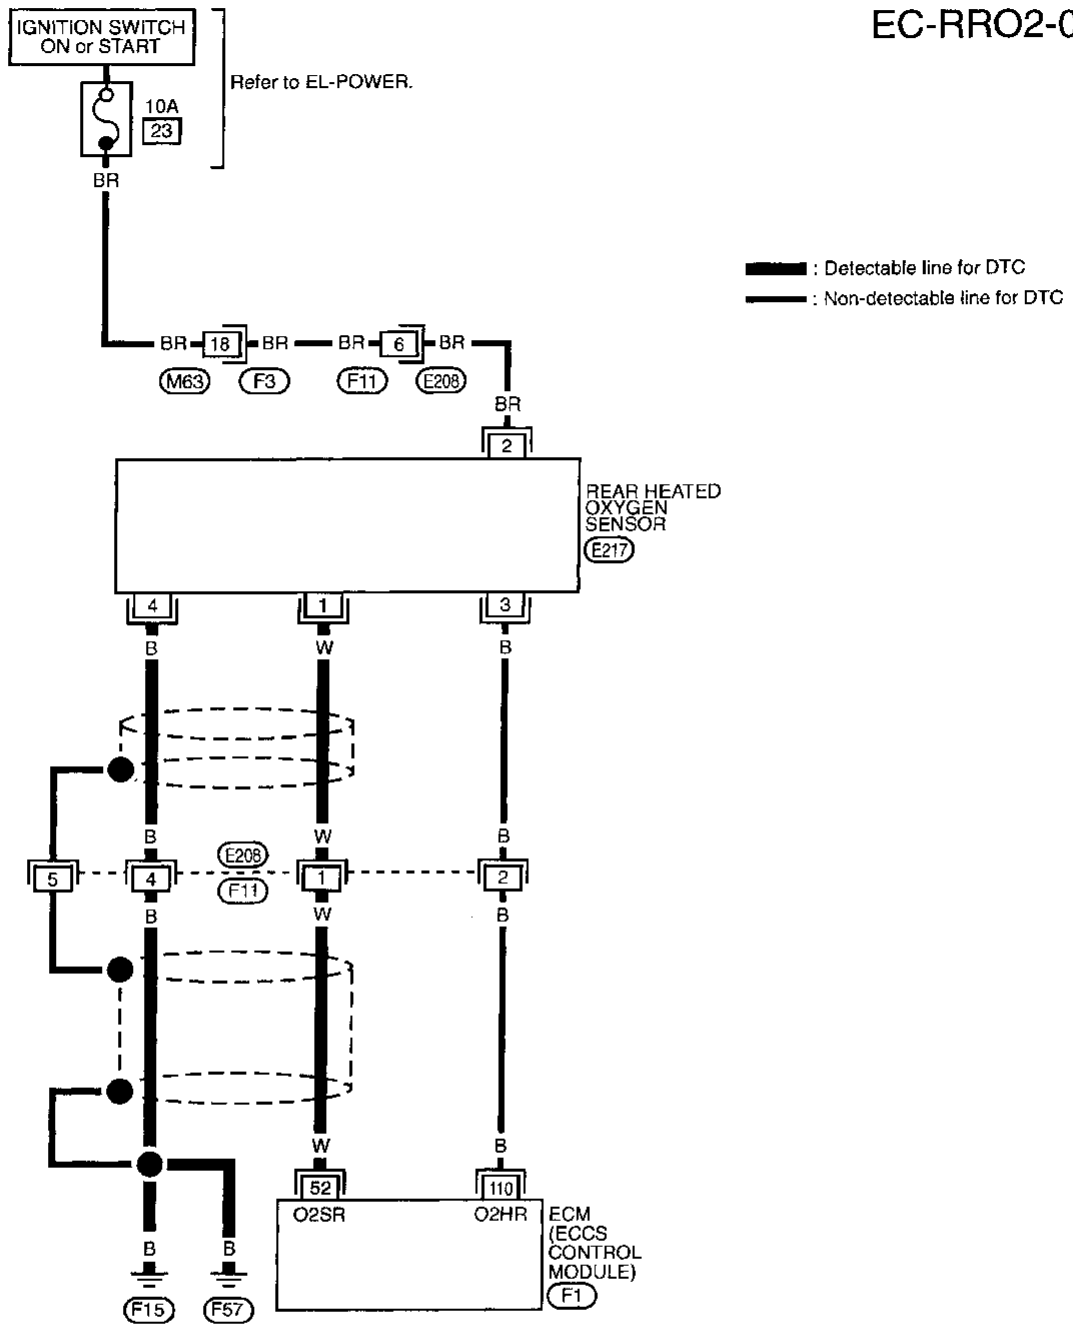 EC-RRO2-0
IGNITION SWITCH
ON or START
Refer to EL-POWER.
10A
23
BR
: Detectable line for DTC
: Non-detectable line for DTC
BR 18 BR BR 6 BR
M63 F3 F11 E208
BR
2
REAR HEATED
OXYGEN
SENSOR
E217
4 1 3
B W B
B W B
E208
5 4 1 2
F11
B W B
W B
52 110
O2SR O2HR
ECM
(ECCS
CONTROL
MODULE)
F1
B B
F15 F57